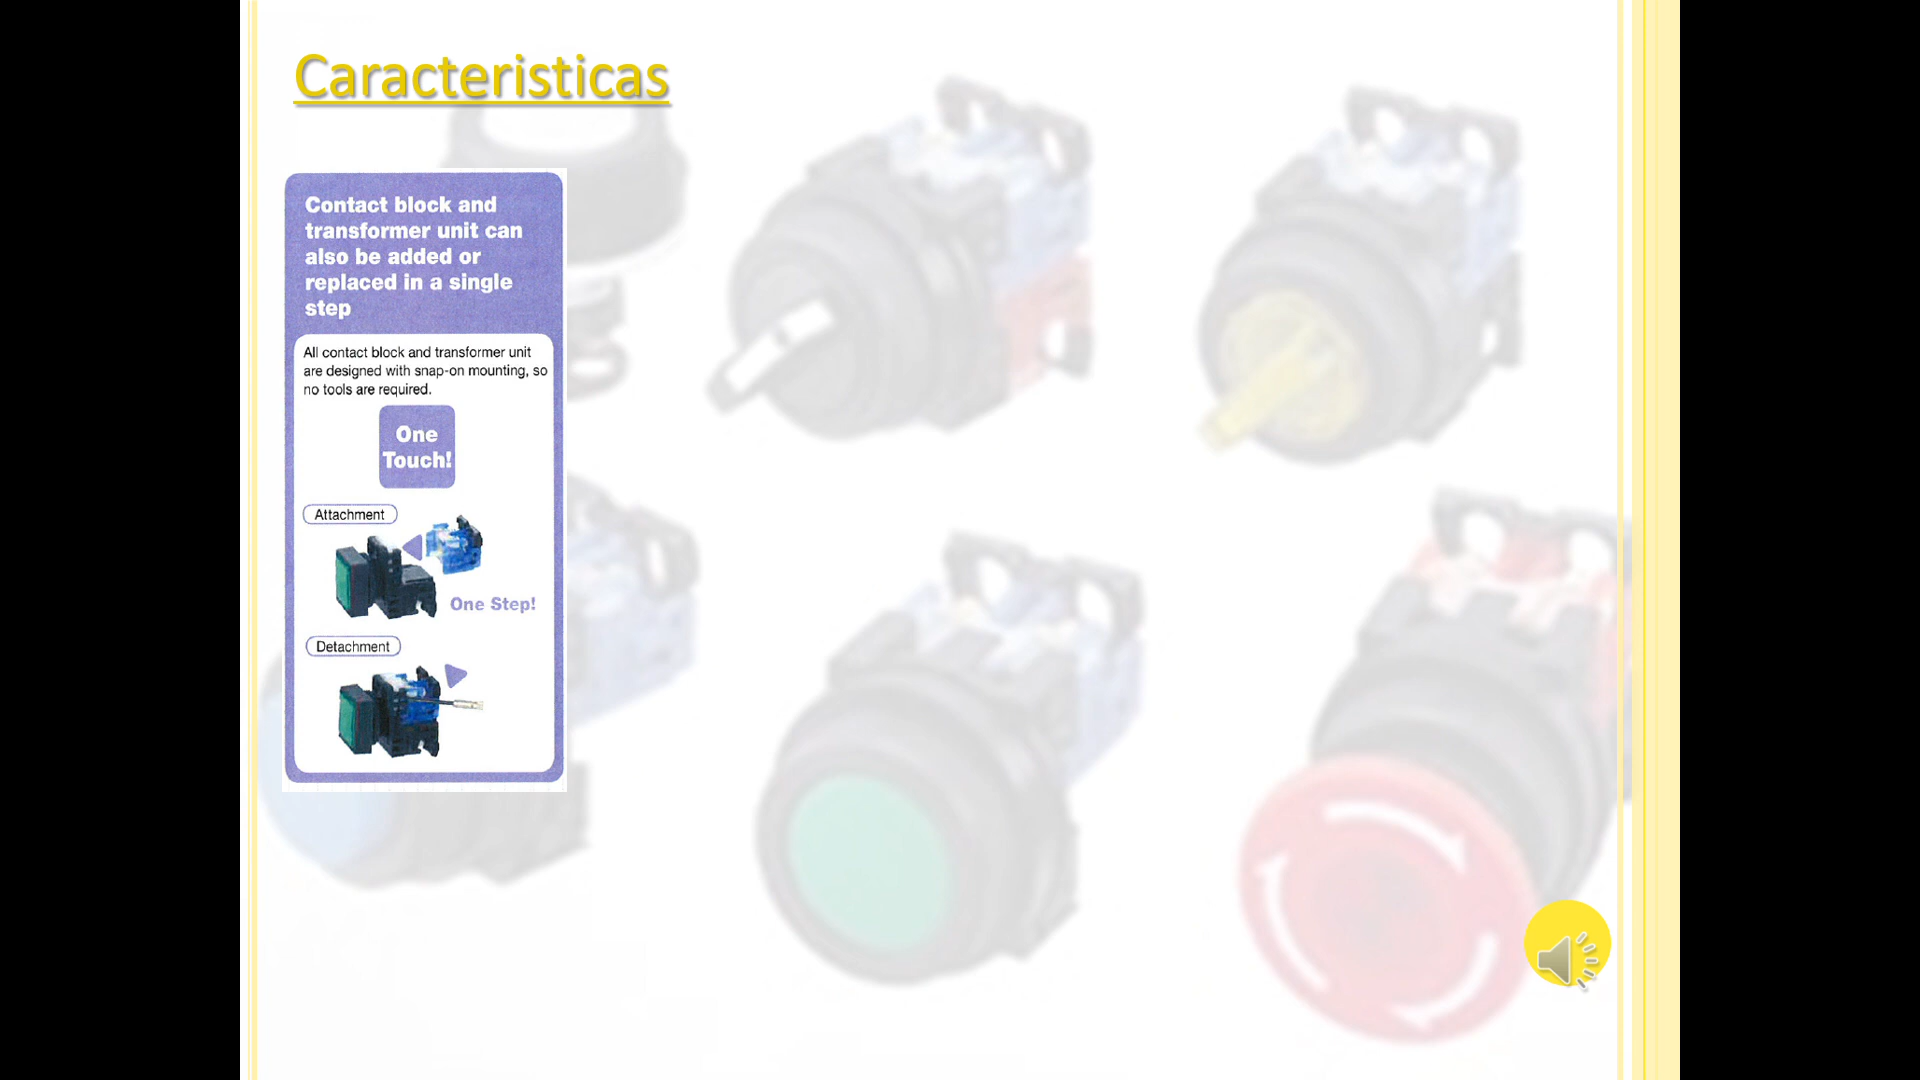 Caracteristicas
Contact block and
transformer unit can
also be added or
replaced in a single
step
All contact block and transformer unit
are designed with snap-on mounting, so
no tools are required.
One
Touch!
Attachment
One Step!
Detachment